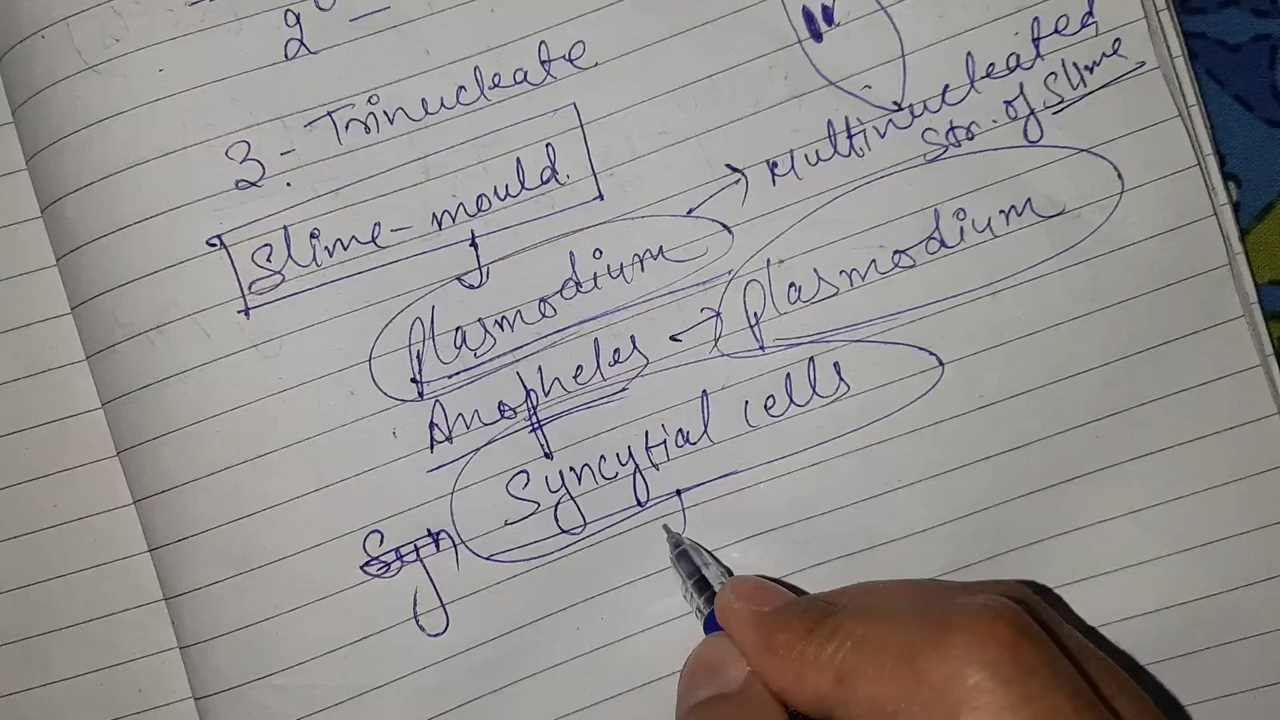 3. Trinucleate
Slime-mould
Plasmodium → Multinucleated
Str. of Slime
Anopheles → Plasmodium
Syncytial cells
Syn